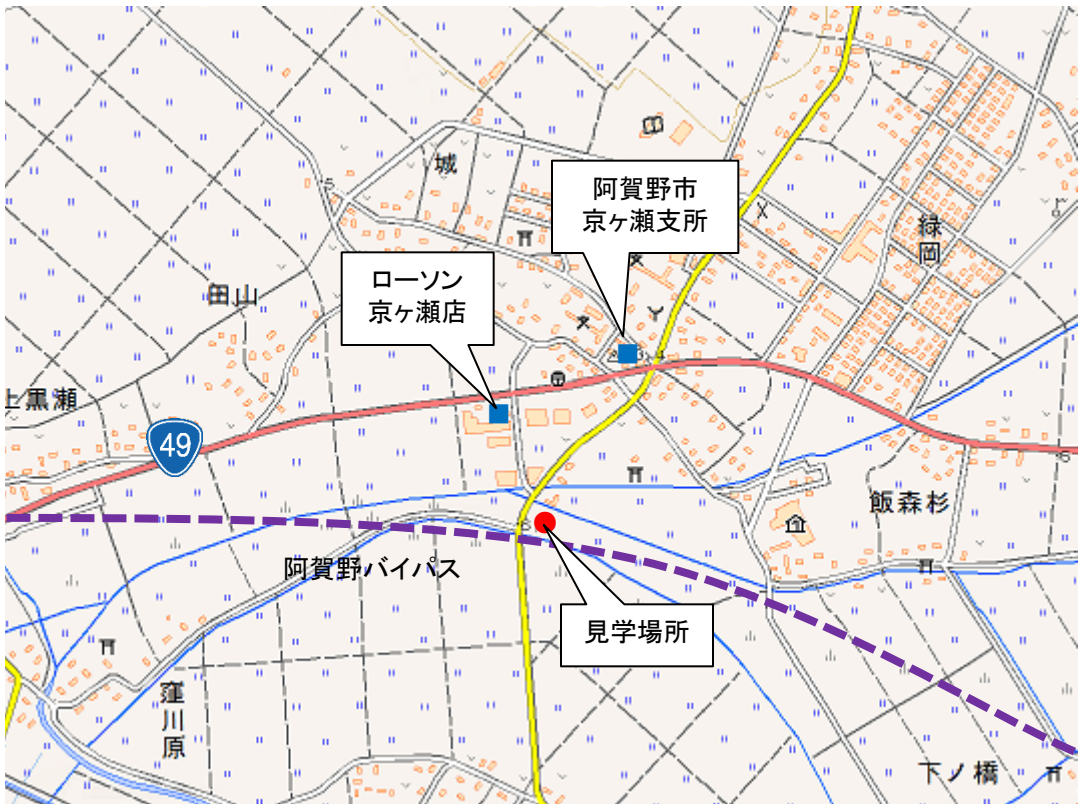 城
阿賀野市
京ヶ瀬支所
緑
岡
ローソン
京ヶ瀬店
田山
上黒瀬
49
飯森杉
阿賀野バイパス
見学場所
窪
川
原
下ノ橋